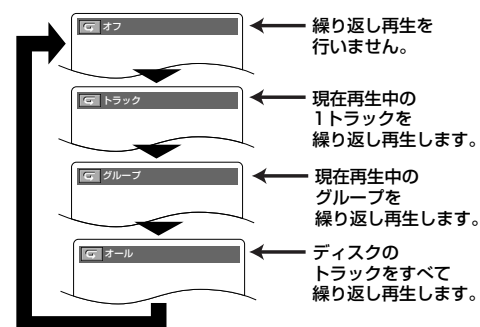 オフ
繰り返し再生を
行いません。
トラック
現在再生中の
1トラックを
繰り返し再生します。
グループ
現在再生中の
グループを
繰り返し再生します。
オール
ディスクの
トラックをすべて
繰り返し再生します。